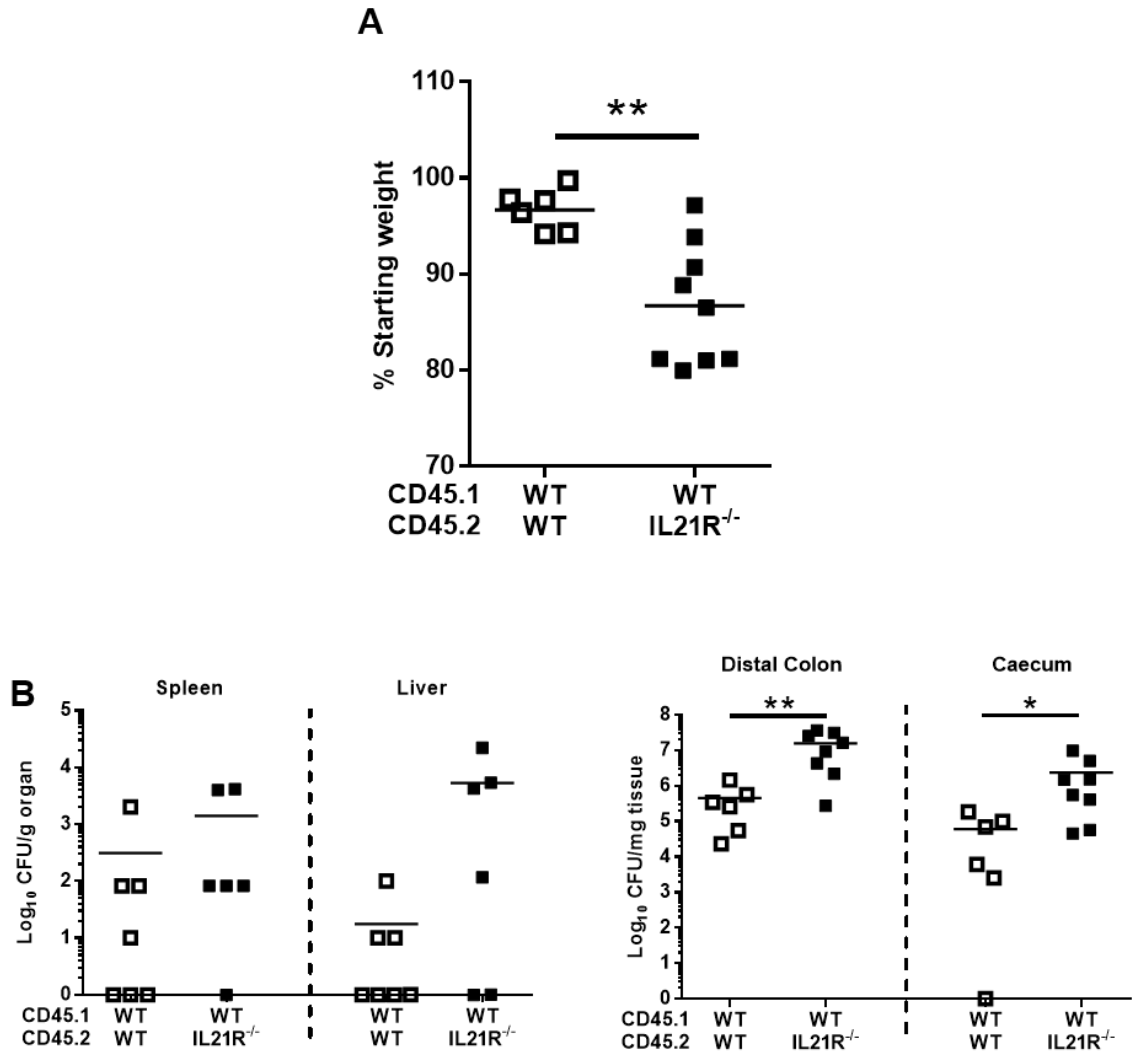 A
110
**
100
% Starting weight
90
80
70
CD45.1 WT WT
CD45.2 WT IL21R-/-
B
Spleen Liver
5
4
3
2
1
0
Log10 CFU/g organ
CD45.1 WT WT WT WT
CD45.2 WT IL21R-/- WT IL21R-/-
Distal Colon Caecum
** *
8
7
6
5
4
3
2
1
0
Log10 CFU/mg tissue
CD45.1 WT WT WT WT
CD45.2 WT IL21R-/- WT IL21R-/-